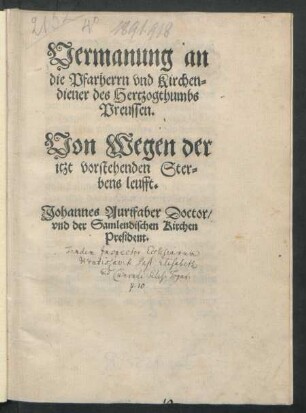 Vermanung an
die Pfarherrn vnd Kirchen-
diener des Hertzogthumbs
Preussen.
Von Wegen der
itzt vorstehenden Ster-
bens leufft.
Johannes Aurifaber Doctor/
vnd der Samlendischen Kirchen
President.